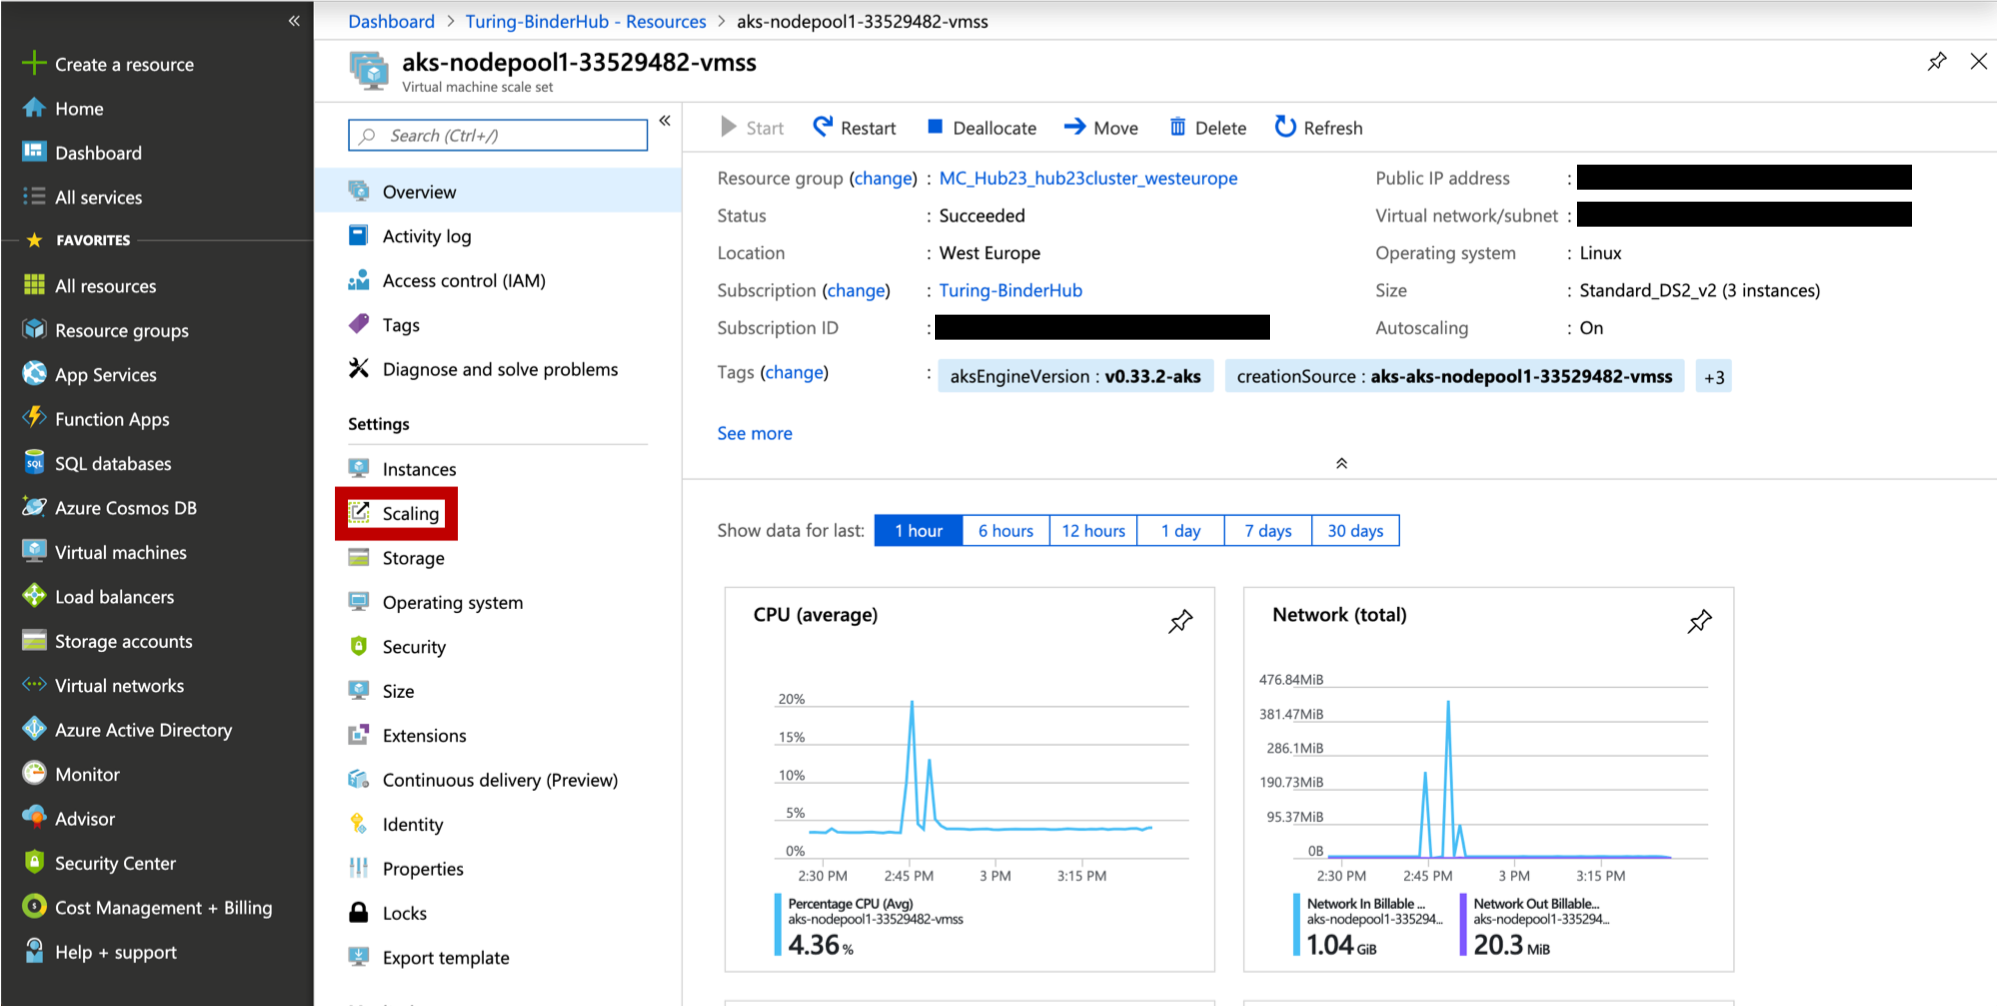 Dashboard > Turing-BinderHub - Resources > aks-nodepool1-33529482-vmss
aks-nodepool1-33529482-vmss
Virtual machine scale set
Create a resource
Home
Dashboard
All services
FAVORITES
All resources
Resource groups
App Services
Function Apps
SQL databases
Azure Cosmos DB
Virtual machines
Load balancers
Storage accounts
Virtual networks
Azure Active Directory
Monitor
Advisor
Security Center
Cost Management + Billing
Help + support
Search (Ctrl+/)
Overview
Activity log
Access control (IAM)
Tags
Diagnose and solve problems
Settings
Instances
Scaling
Storage
Operating system
Security
Size
Extensions
Continuous delivery (Preview)
Identity
Properties
Locks
Export template
Start Restart Deallocate Move Delete Refresh
Resource group (change) : MC_Hub23_hub23cluster_westeurope
Status : Succeeded
Location : West Europe
Subscription (change) : Turing-BinderHub
Subscription ID :
Tags (change) : aksEngineVersion : v0.33.2-aks creationSource : aks-aks-nodepool1-33529482-vmss +3
See more
Public IP address :
Virtual network/subnet :
Operating system : Linux
Size : Standard_DS2_v2 (3 instances)
Autoscaling : On
Show data for last: 1 hour 6 hours 12 hours 1 day 7 days 30 days
CPU (average)
20%
15%
10%
5%
0%
2:30 PM 2:45 PM 3 PM 3:15 PM
Percentage CPU (Avg)
aks-nodepool1-33529482-vmss
4.36 %
Network (total)
476.84MiB
381.47MiB
286.1MiB
190.73MiB
95.37MiB
0B
2:30 PM 2:45 PM 3 PM 3:15 PM
Network In Billable ...
aks-nodepool1-335294...
1.04 GiB
Network Out Billable...
aks-nodepool1-335294...
20.3 MiB